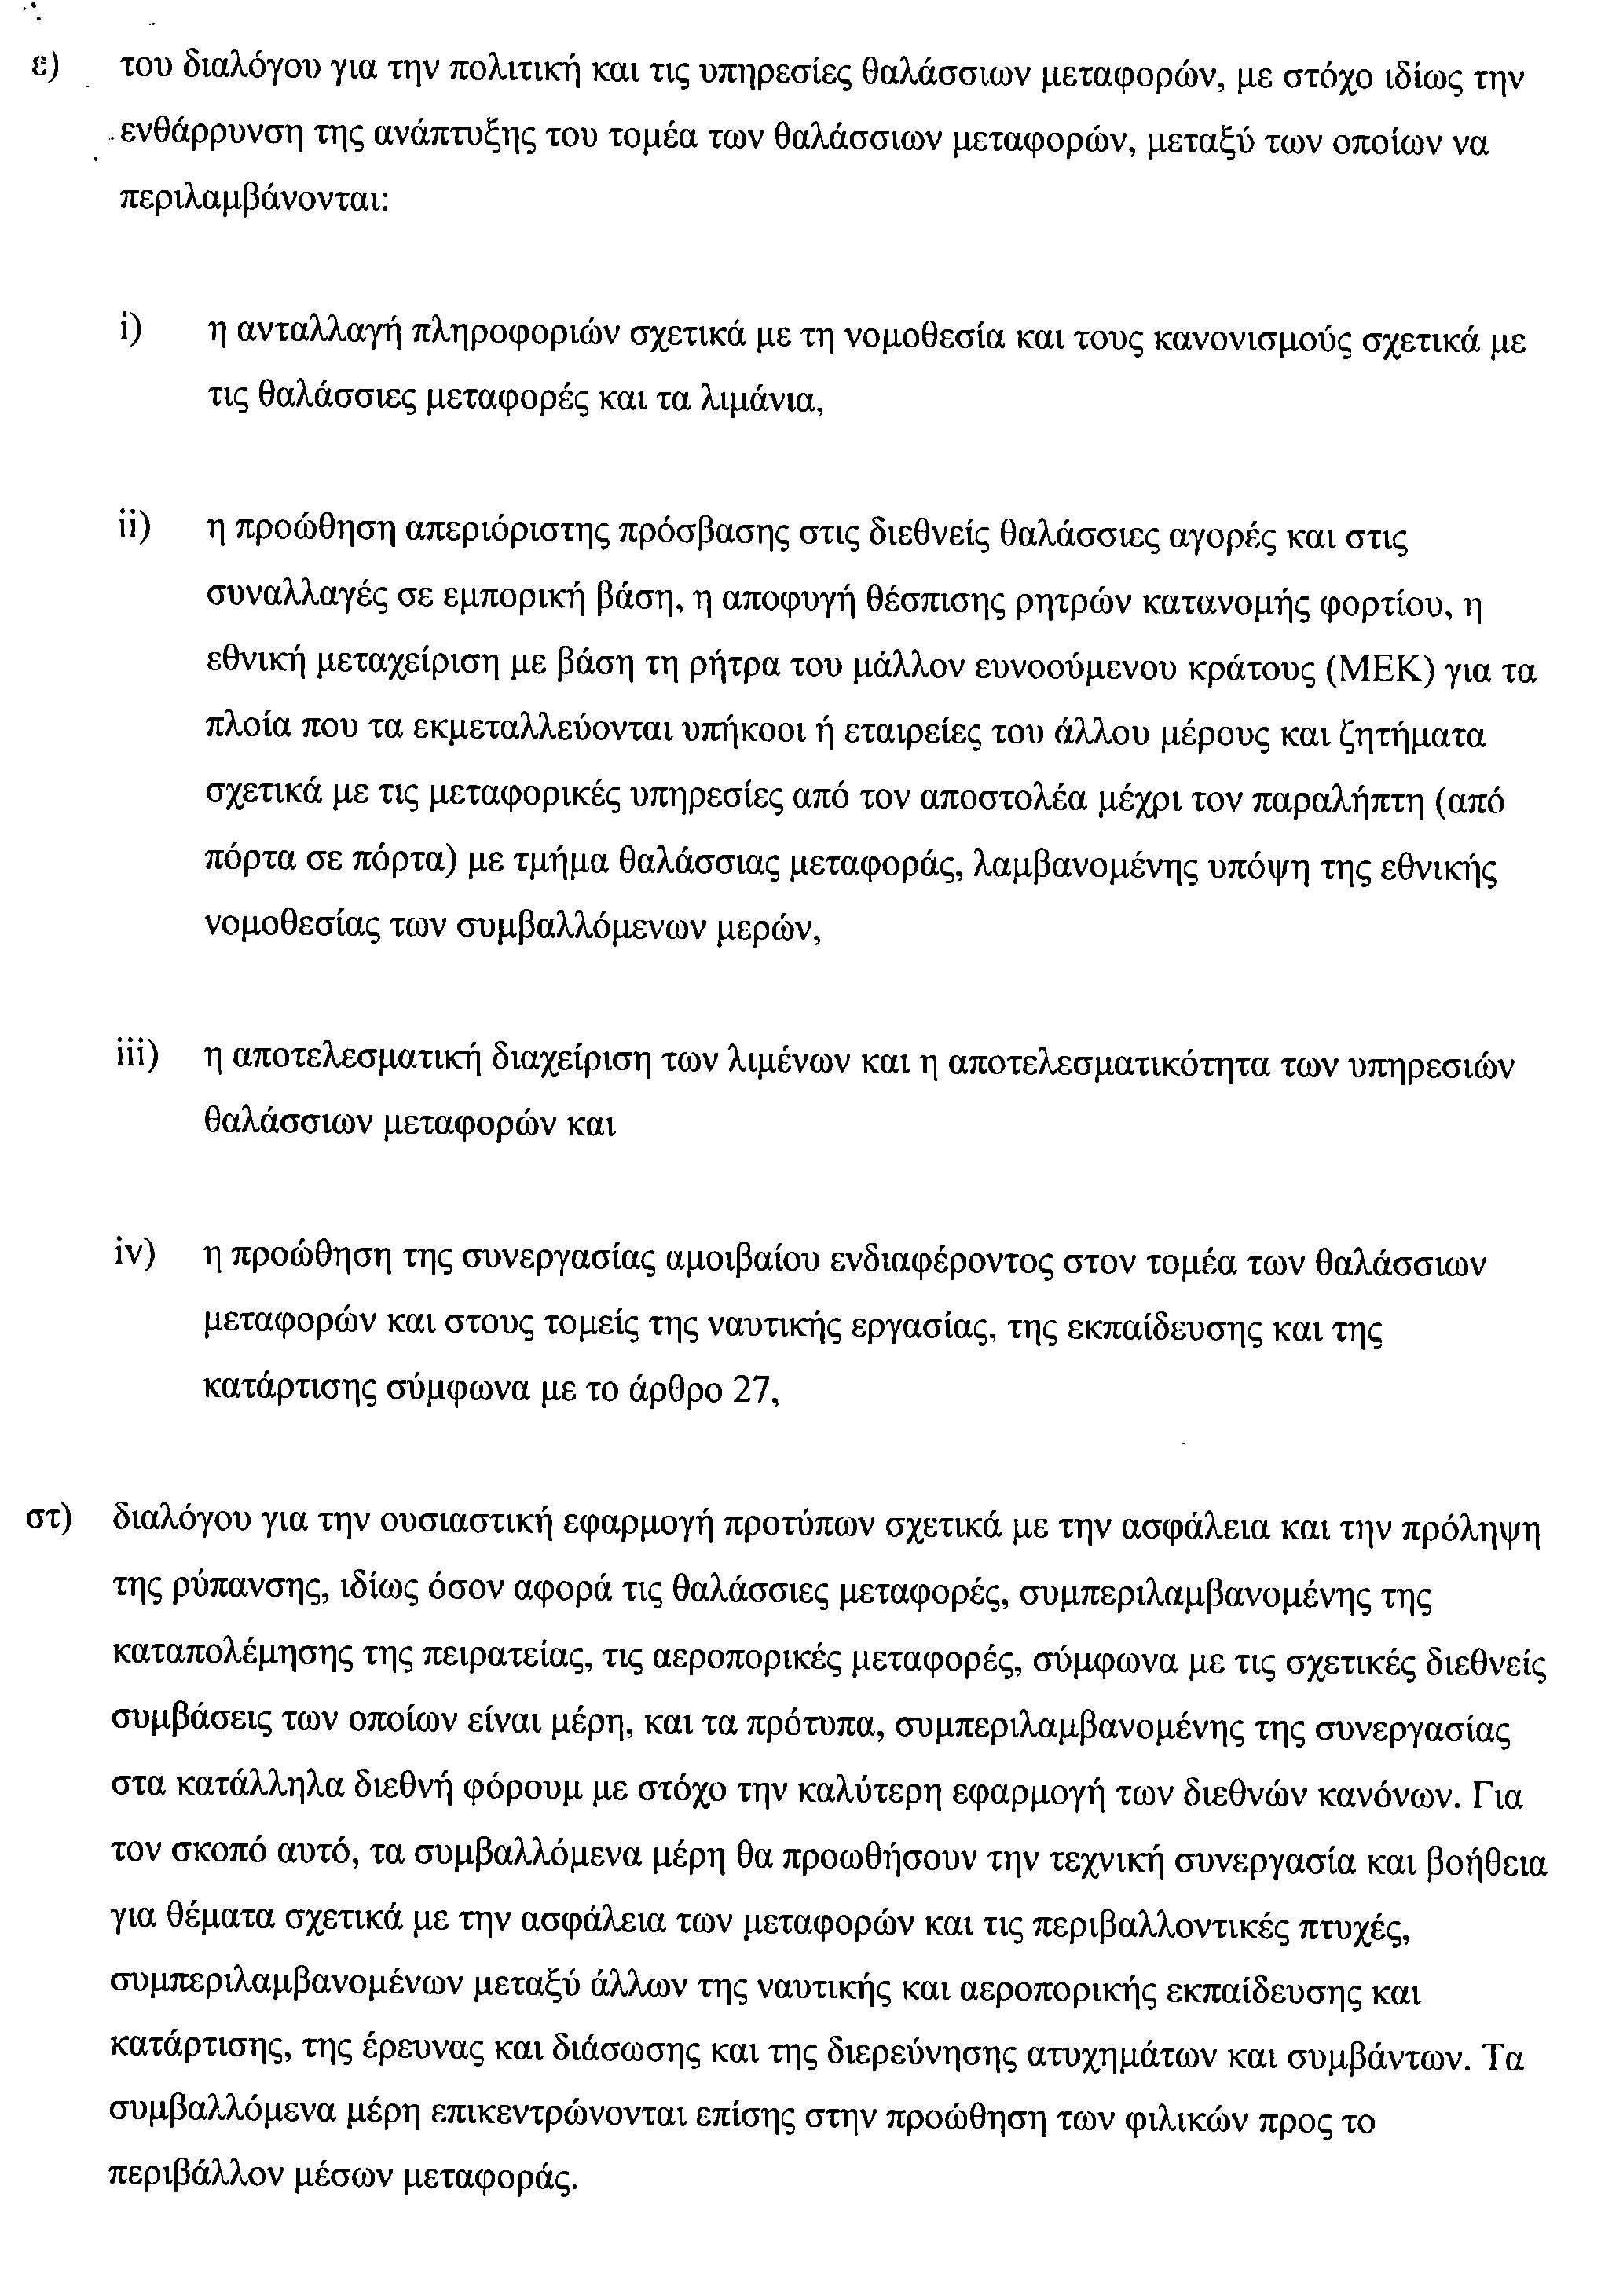 ε) του διαλόγου για την πολιτική και τις υπηρεσίες θαλάσσιων μεταφορών, με στόχο ιδίως την
ενθάρρυνση της ανάπτυξης του τομέα των θαλάσσιων μεταφορών, μεταξύ των οποίων να
περιλαμβάνονται:
i) η ανταλλαγή πληροφοριών σχετικά με τη νομοθεσία και τους κανονισμούς σχετικά με
τις θαλάσσιες μεταφορές και τα λιμάνια,
ii) η προώθηση απεριόριστης πρόσβασης στις διεθνείς θαλάσσιες αγορές και στις
συναλλαγές σε εμπορική βάση, η αποφυγή θέσπισης ρητρών κατανομής φορτίου, η
εθνική μεταχείριση με βάση τη ρήτρα του μάλλον ευνοούμενου κράτους (ΜΕΚ) για τα
πλοία που τα εκμεταλλεύονται υπήκοοι ή εταιρείες του άλλου μέρους και ζητήματα
σχετικά με τις μεταφορικές υπηρεσίες από τον αποστολέα μέχρι τον παραλήπτη (από
πόρτα σε πόρτα) με τμήμα θαλάσσιας μεταφοράς, λαμβανομένης υπόψη της εθνικής
νομοθεσίας των συμβαλλόμενων μερών,
iii) η αποτελεσματική διαχείριση των λιμένων και η αποτελεσματικότητα των υπηρεσιών
θαλάσσιων μεταφορών και
iv) η προώθηση της συνεργασίας αμοιβαίου ενδιαφέροντος στον τομέα των θαλάσσιων
μεταφορών και στους τομείς της ναυτικής εργασίας, της εκπαίδευσης και της
κατάρτισης σύμφωνα με το άρθρο 27,
στ) διαλόγου για την ουσιαστική εφαρμογή προτύπων σχετικά με την ασφάλεια και την πρόληψη
της ρύπανσης, ιδίως όσον αφορά τις θαλάσσιες μεταφορές, συμπεριλαμβανομένης της
καταπολέμησης της πειρατείας, τις αεροπορικές μεταφορές, σύμφωνα με τις σχετικές διεθνείς
συμβάσεις των οποίων είναι μέρη, και τα πρότυπα, συμπεριλαμβανομένης της συνεργασίας
στα κατάλληλα διεθνή φόρουμ με στόχο την καλύτερη εφαρμογή των διεθνών κανόνων. Για
τον σκοπό αυτό, τα συμβαλλόμενα μέρη θα προωθήσουν την τεχνική συνεργασία και βοήθεια
για θέματα σχετικά με την ασφάλεια των μεταφορών και τις περιβαλλοντικές πτυχές,
συμπεριλαμβανομένων μεταξύ άλλων της ναυτικής και αεροπορικής εκπαίδευσης και
κατάρτισης, της έρευνας και διάσωσης και της διερεύνησης ατυχημάτων και συμβάντων. Τα
συμβαλλόμενα μέρη επικεντρώνονται επίσης στην προώθηση των φιλικών προς το
περιβάλλον μέσων μεταφοράς.